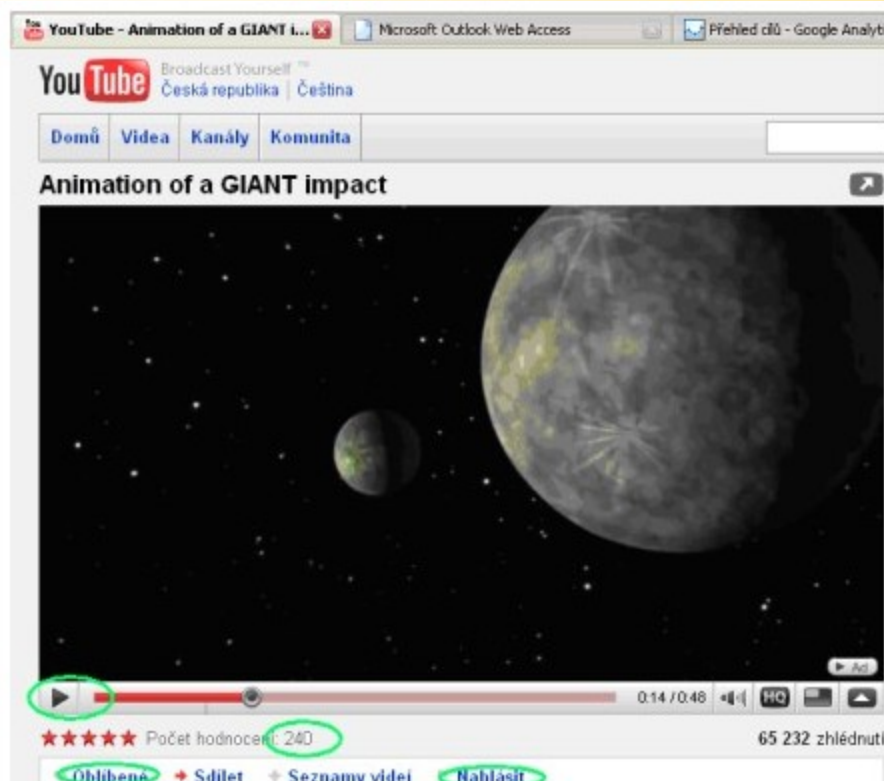 YouTube - Animation of a GIANT i... Microsoft Outlook Web Access Přehled cílů - Google Analyti
YouTube Broadcast Yourself ™
Česká republika | Čeština
Domů Videa Kanály Komunita
Animation of a GIANT impact
Ad
0:14 / 0:48 HQ
Počet hodnocení: 240 65 232 zhlédnutí
Oblíbené Sdílet Seznamy videí Nahlásit